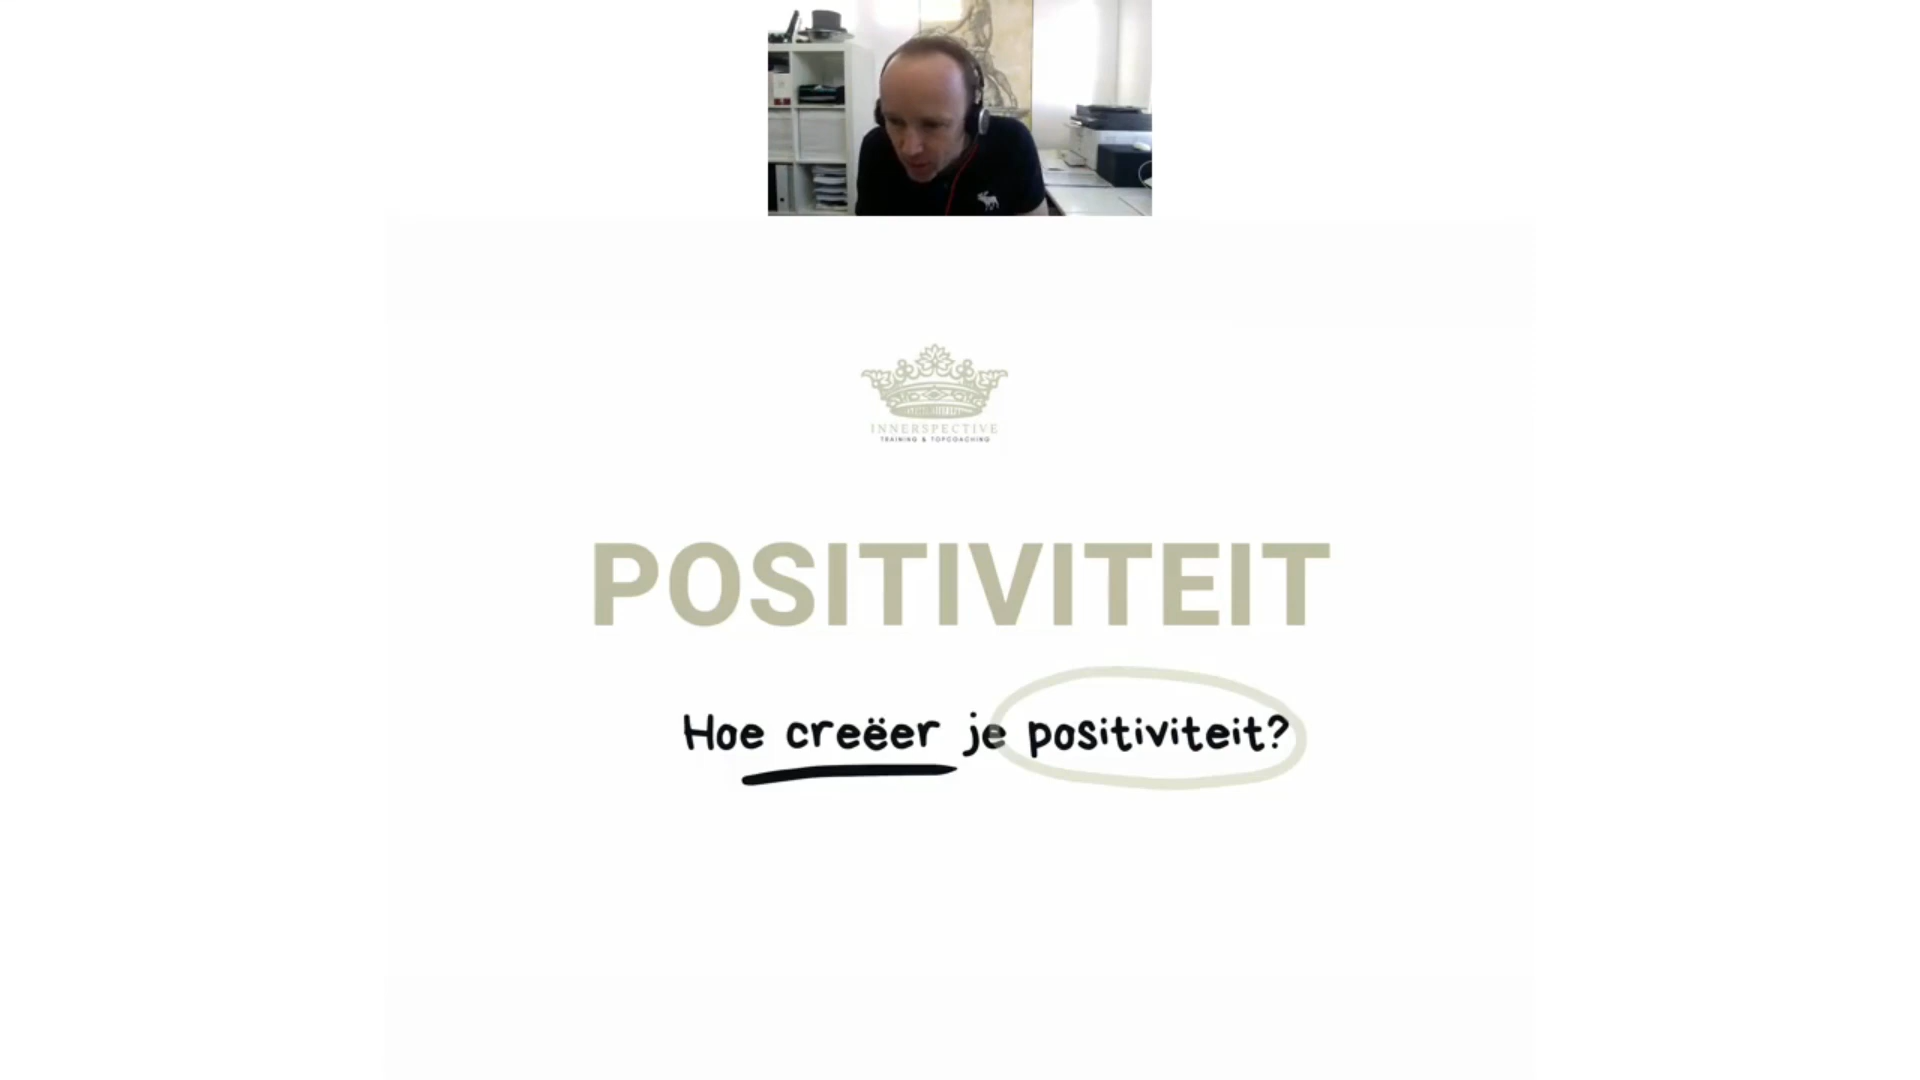 INNERSPECTIVE
TRAINING & TOPCOACHING
POSITIVITEIT
Hoe creëer je positiviteit?